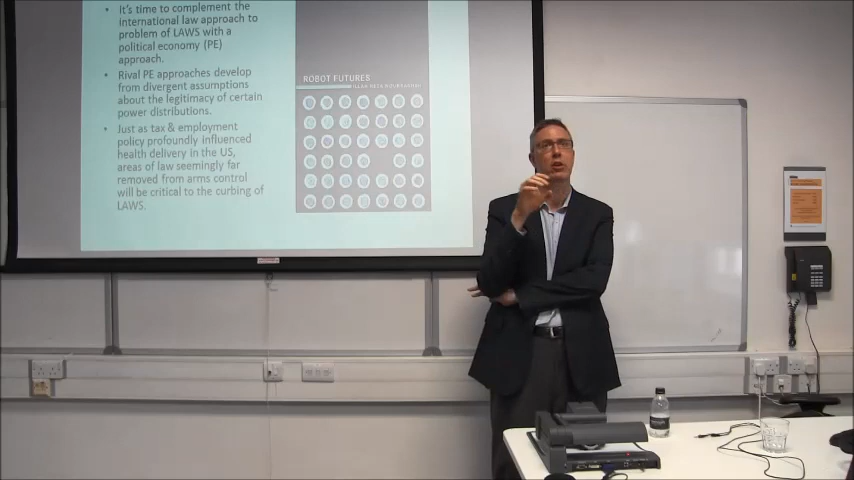 It's time to complement the
international law approach to
problem of LAWS with a
political economy (PE)
approach.
Rival PE approaches develop
from divergent assumptions
about the legitimacy of certain
power distributions.
Just as tax & employment
policy profoundly influenced
health delivery in the US,
areas of law seemingly far
removed from arms control
will be critical to the curbing of
LAWS.
ROBOT FUTURES